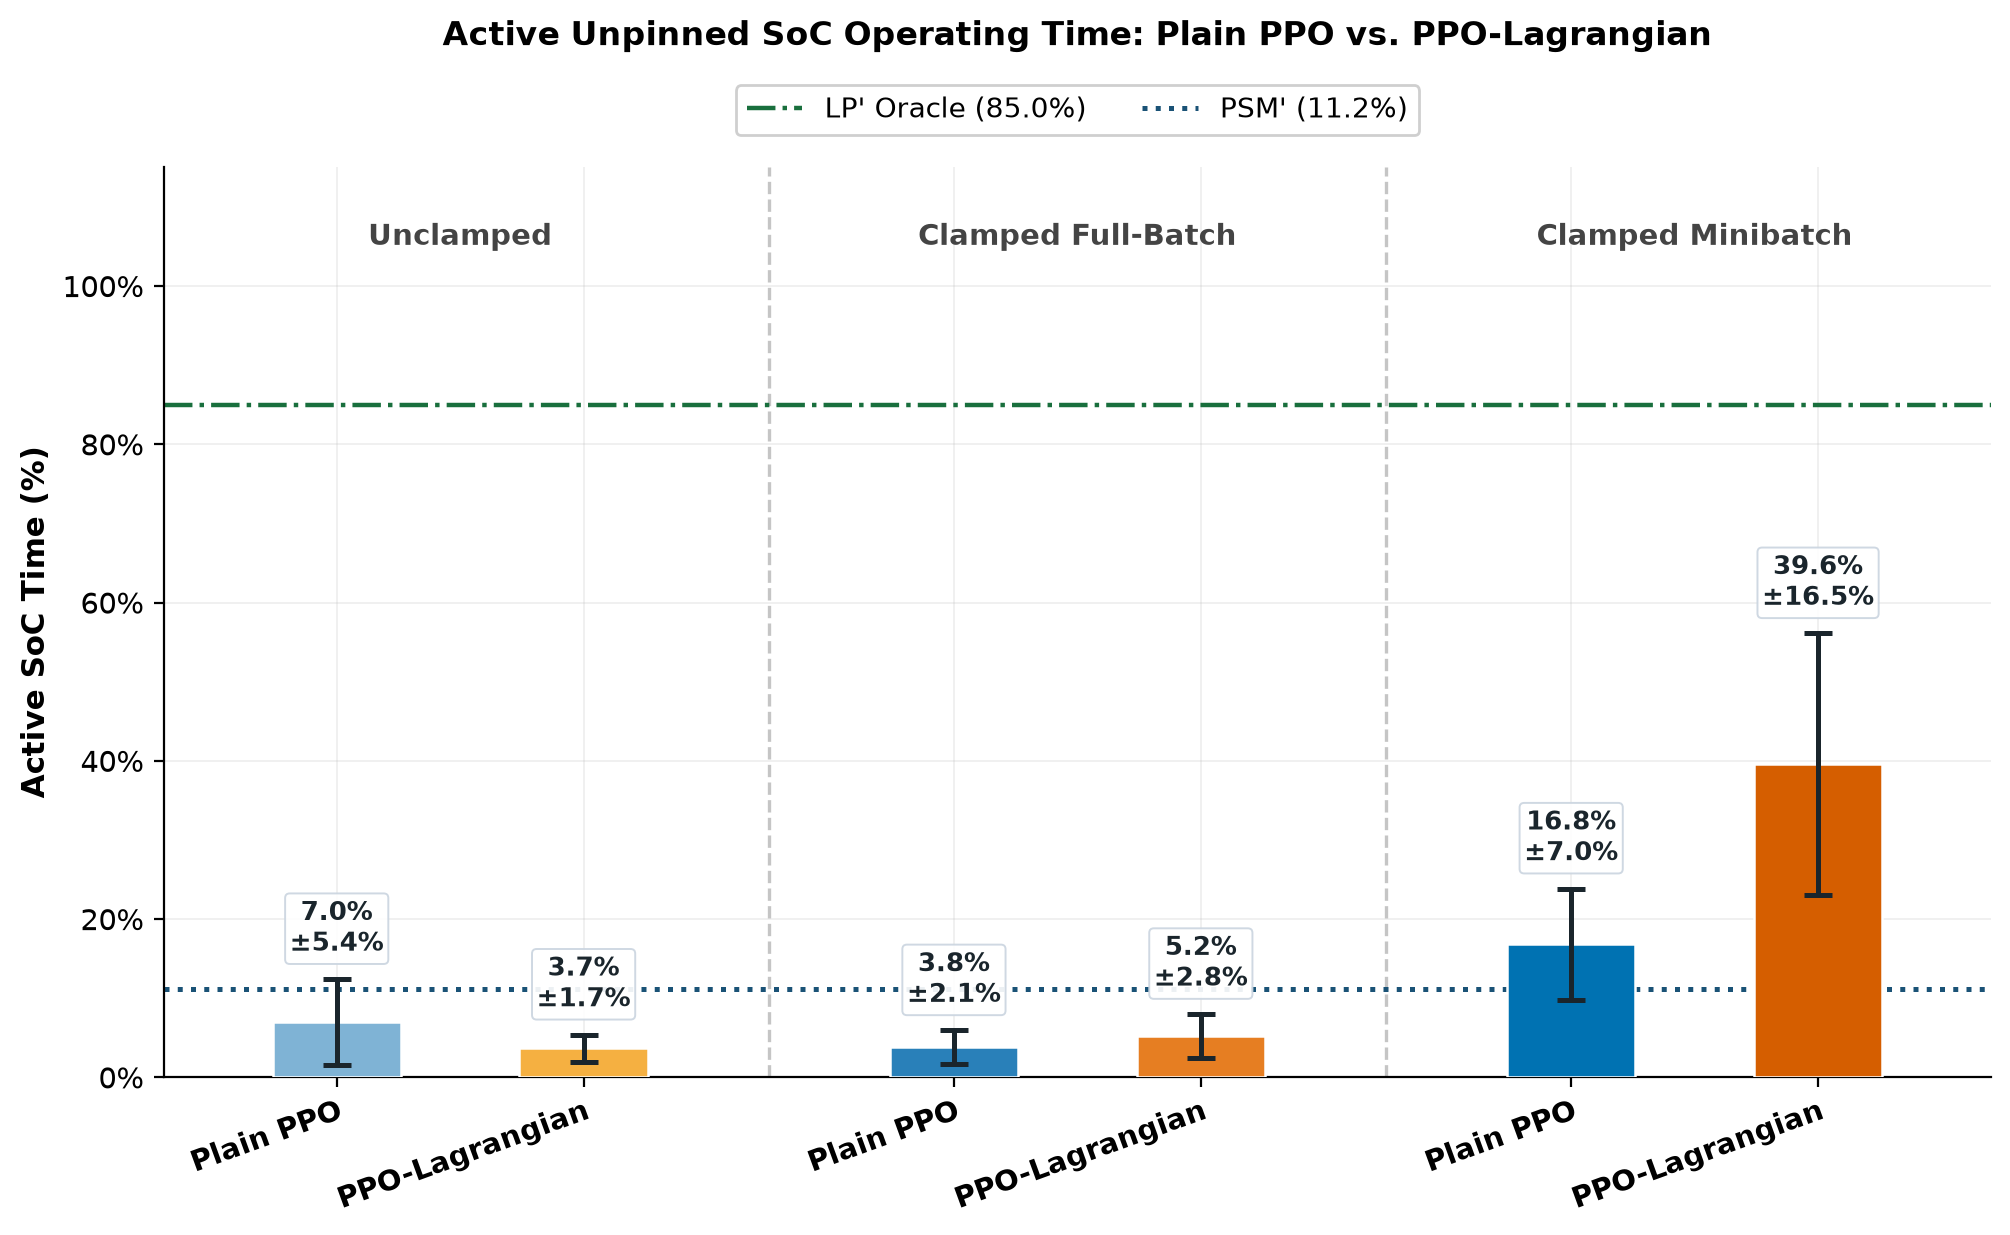 Active Unpinned SoC Operating Time: Plain PPO vs. PPO-Lagrangian
LP' Oracle (85.0%)
PSM' (11.2%)
Unclamped
Clamped Full-Batch
Clamped Minibatch
Active SoC Time (%)
100%
80%
60%
40%
20%
0%
7.0%
±5.4%
3.7%
±1.7%
3.8%
±2.1%
5.2%
±2.8%
16.8%
±7.0%
39.6%
±16.5%
Plain PPO
PPO-Lagrangian
Plain PPO
PPO-Lagrangian
Plain PPO
PPO-Lagrangian